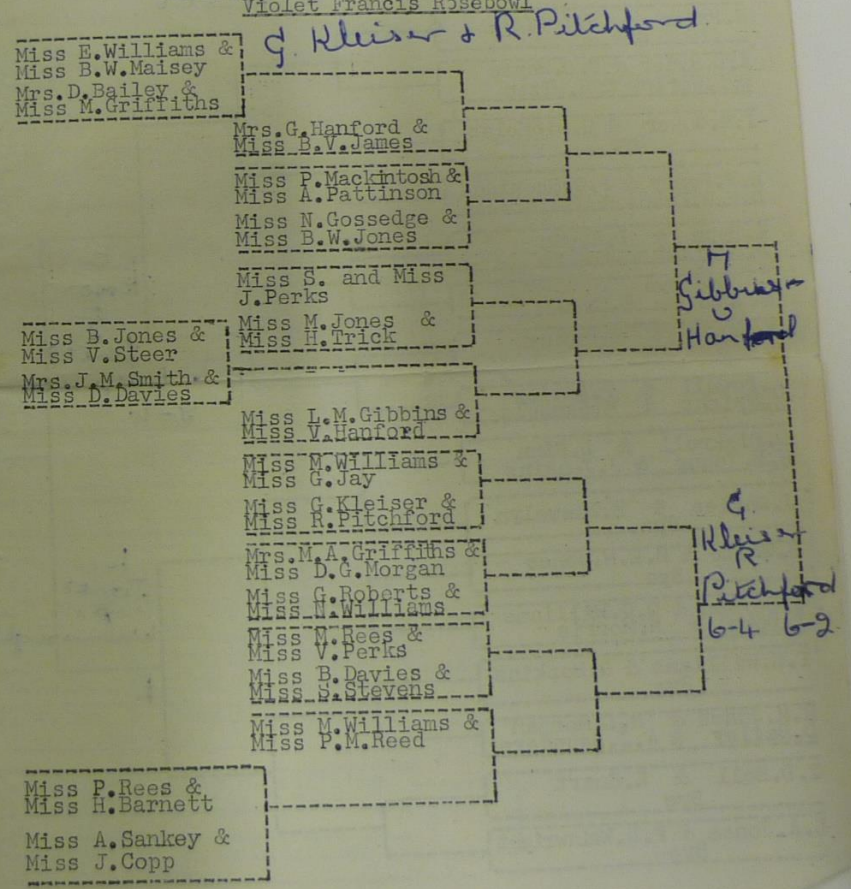 Violet Francis Rosebowl
G. Kleiser & R. Pitchford.
Miss E.Williams &
Miss B.W.Maisey
Mrs.D.Bailey &
Miss M.Griffiths
Mrs.G.Hanford &
Miss B.V.James
Miss P.Mackintosh &
Miss A.Pattinson
Miss N.Gossedge &
Miss B.W.Jones
Miss S. and Miss
J.Perks
Miss M.Jones &
Miss H.Trick
Miss B.Jones &
Miss V.Steer
Mrs.J.M.Smith &
Miss D.Davies
Miss L.M.Gibbins &
Miss V.Hanford
Miss M.Williams &
Miss G.Jay
Miss G.Kleiser &
Miss R.Pitchford
Mrs.M.A.Griffiths &
Miss D.G.Morgan
Miss G.Roberts &
Miss N.Williams
Miss M.Rees &
Miss V.Perks
Miss B.Davies &
Miss S.Stevens
Miss M.Williams &
Miss P.M.Reed
Miss P.Rees &
Miss H.Barnett
Miss A.Sankey &
Miss J.Copp
Gibbins
Hanford
G.
Kleiser
R
Pitchford
6-4 6-2